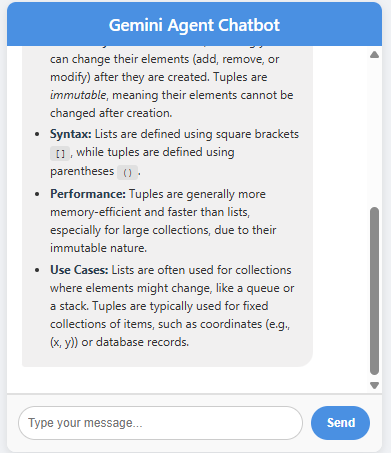 Gemini Agent Chatbot
can change their elements (add, remove, or
modify) after they are created. Tuples are
immutable, meaning their elements cannot be
changed after creation.
• Syntax: Lists are defined using square brackets
[], while tuples are defined using
parentheses ().
• Performance: Tuples are generally more
memory-efficient and faster than lists,
especially for large collections, due to their
immutable nature.
• Use Cases: Lists are often used for collections
where elements might change, like a queue or
a stack. Tuples are typically used for fixed
collections of items, such as coordinates (e.g.,
(x, y)) or database records.
Type your message...
Send